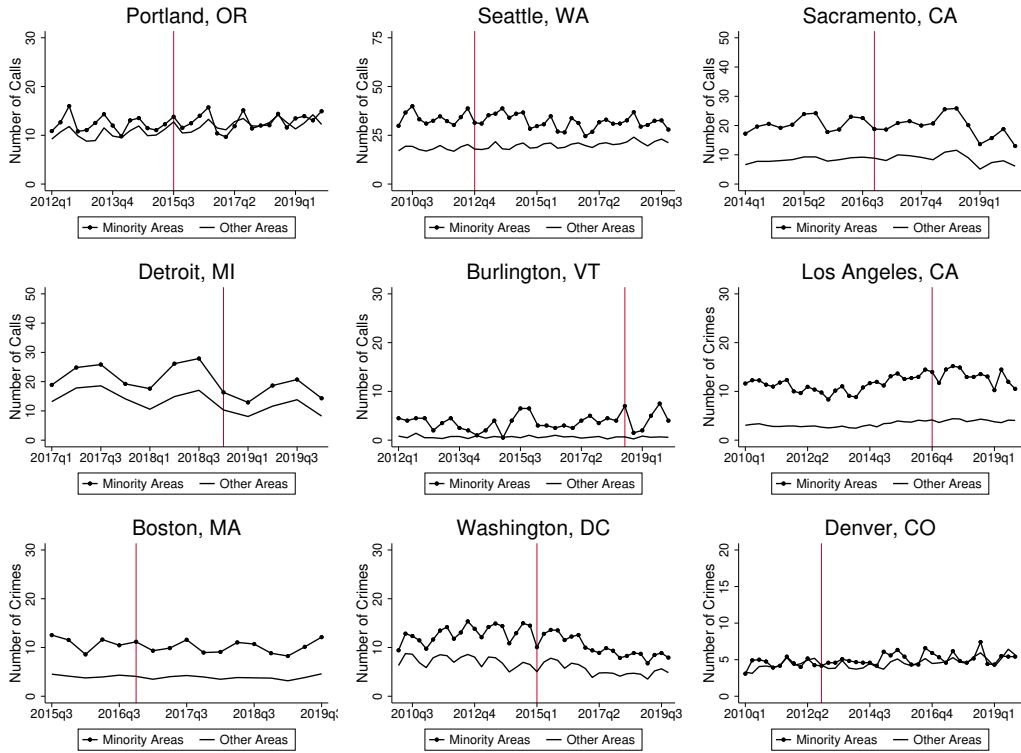 Portland, OR
Number of Calls
0 10 20 30
2012q1 2013q4 2015q3 2017q2 2019q1
Minority Areas Other Areas
Seattle, WA
Number of Calls
0 25 50 75
2010q3 2012q4 2015q1 2017q2 2019q3
Minority Areas Other Areas
Sacramento, CA
Number of Calls
0 10 20 30 40 50
2014q1 2015q2 2016q3 2017q4 2019q1
Minority Areas Other Areas
Detroit, MI
Number of Calls
0 10 20 30 40 50
2017q1 2017q3 2018q1 2018q3 2019q1 2019q3
Minority Areas Other Areas
Burlington, VT
Number of Calls
0 10 20 30
2012q1 2013q4 2015q3 2017q2 2019q1
Minority Areas Other Areas
Los Angeles, CA
Number of Crimes
0 10 20 30
2010q1 2012q2 2014q3 2016q4 2019q1
Minority Areas Other Areas
Boston, MA
Number of Crimes
0 10 20 30
2015q3 2016q3 2017q3 2018q3 2019q3
Minority Areas Other Areas
Washington, DC
Number of Crimes
0 10 20 30
2010q3 2012q4 2015q1 2017q2 2019q3
Minority Areas Other Areas
Denver, CO
Number of Crimes
0 5 10 15 20
2010q1 2012q2 2014q3 2016q4 2019q1
Minority Areas Other Areas